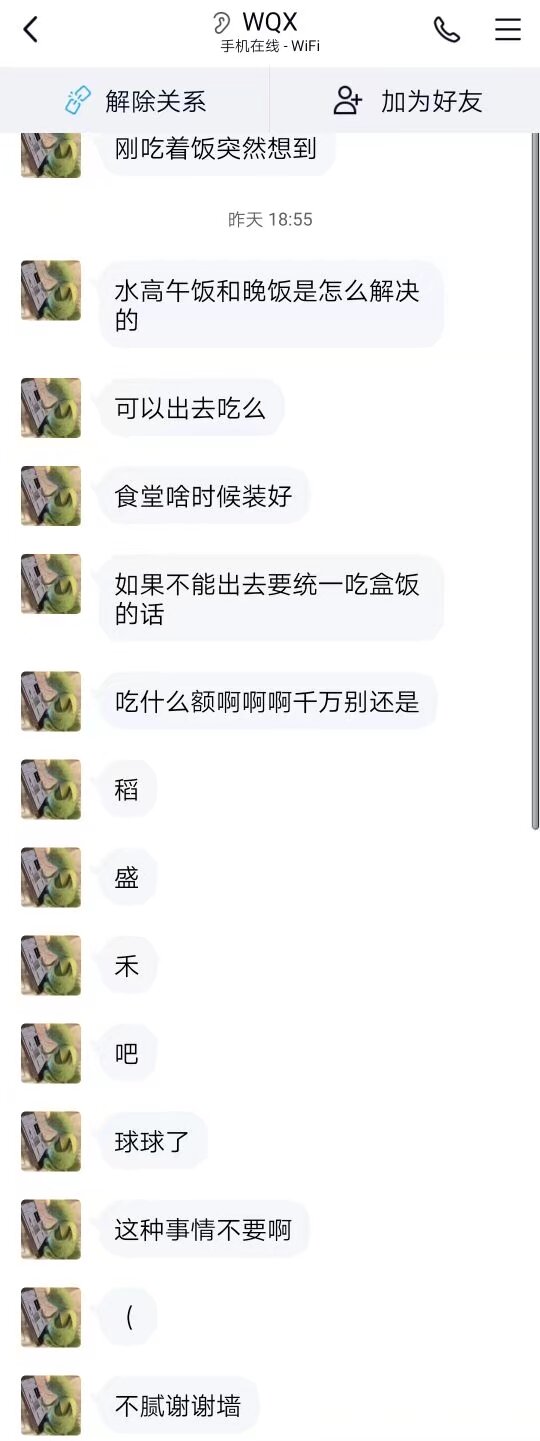 WQX
手机在线 - WiFi
解除关系
加为好友
刚吃着饭突然想到
昨天 18:55
水高午饭和晚饭是怎么解决
的
可以出去吃么
食堂啥时候装好
如果不能出去要统一吃盒饭
的话
吃什么额啊啊啊千万别还是
稻
盛
禾
吧
球球了
这种事情不要啊
（
不腻谢谢墙